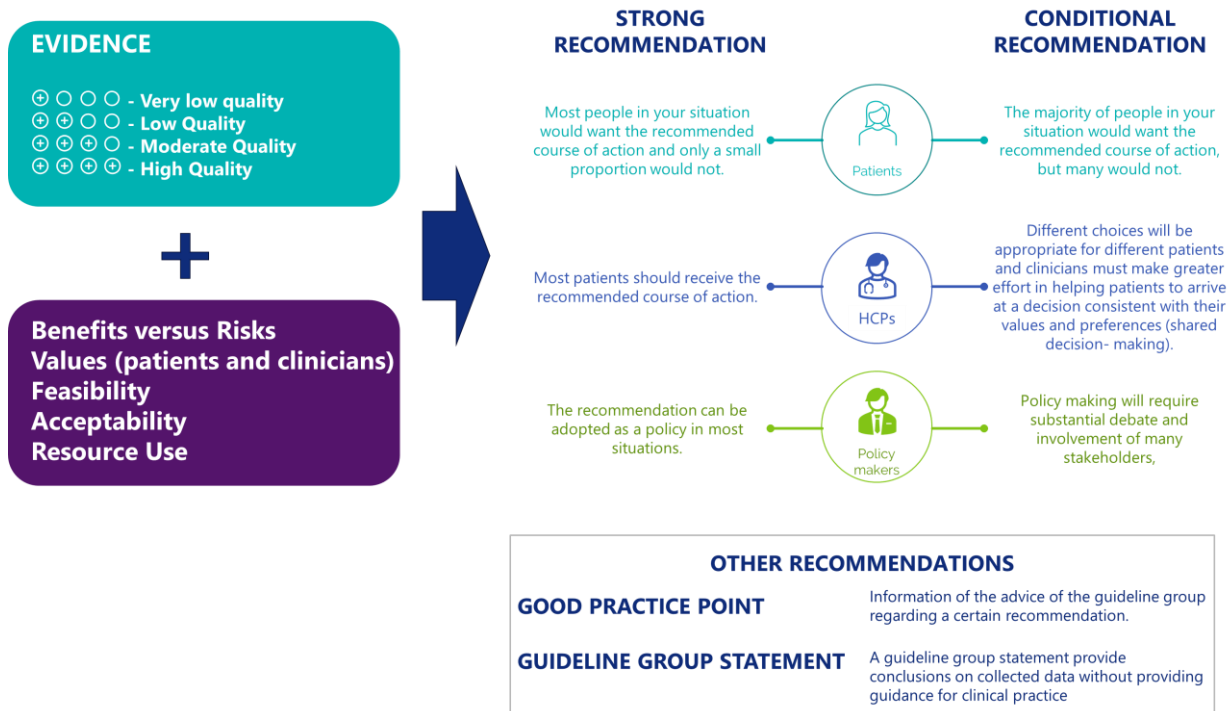 EVIDENCE
⊕ ○ ○ ○ - Very low quality
⊕ ⊕ ○ ○ - Low Quality
⊕ ⊕ ⊕ ○ - Moderate Quality
⊕ ⊕ ⊕ ⊕ - High Quality
+
Benefits versus Risks
Values (patients and clinicians)
Feasibility
Acceptability
Resource Use
STRONG
RECOMMENDATION
CONDITIONAL
RECOMMENDATION
Most people in your situation
would want the recommended
course of action and only a small
proportion would not.
Patients
The majority of people in your
situation would want the
recommended course of action,
but many would not.
Most patients should receive the
recommended course of action.
HCPs
Different choices will be
appropriate for different patients
and clinicians must make greater
effort in helping patients to arrive
at a decision consistent with their
values and preferences (shared
decision- making).
The recommendation can be
adopted as a policy in most
situations.
Policy
makers
Policy making will require
substantial debate and
involvement of many
stakeholders,
OTHER RECOMMENDATIONS
GOOD PRACTICE POINT
Information of the advice of the guideline group
regarding a certain recommendation.
GUIDELINE GROUP STATEMENT
A guideline group statement provide
conclusions on collected data without providing
guidance for clinical practice